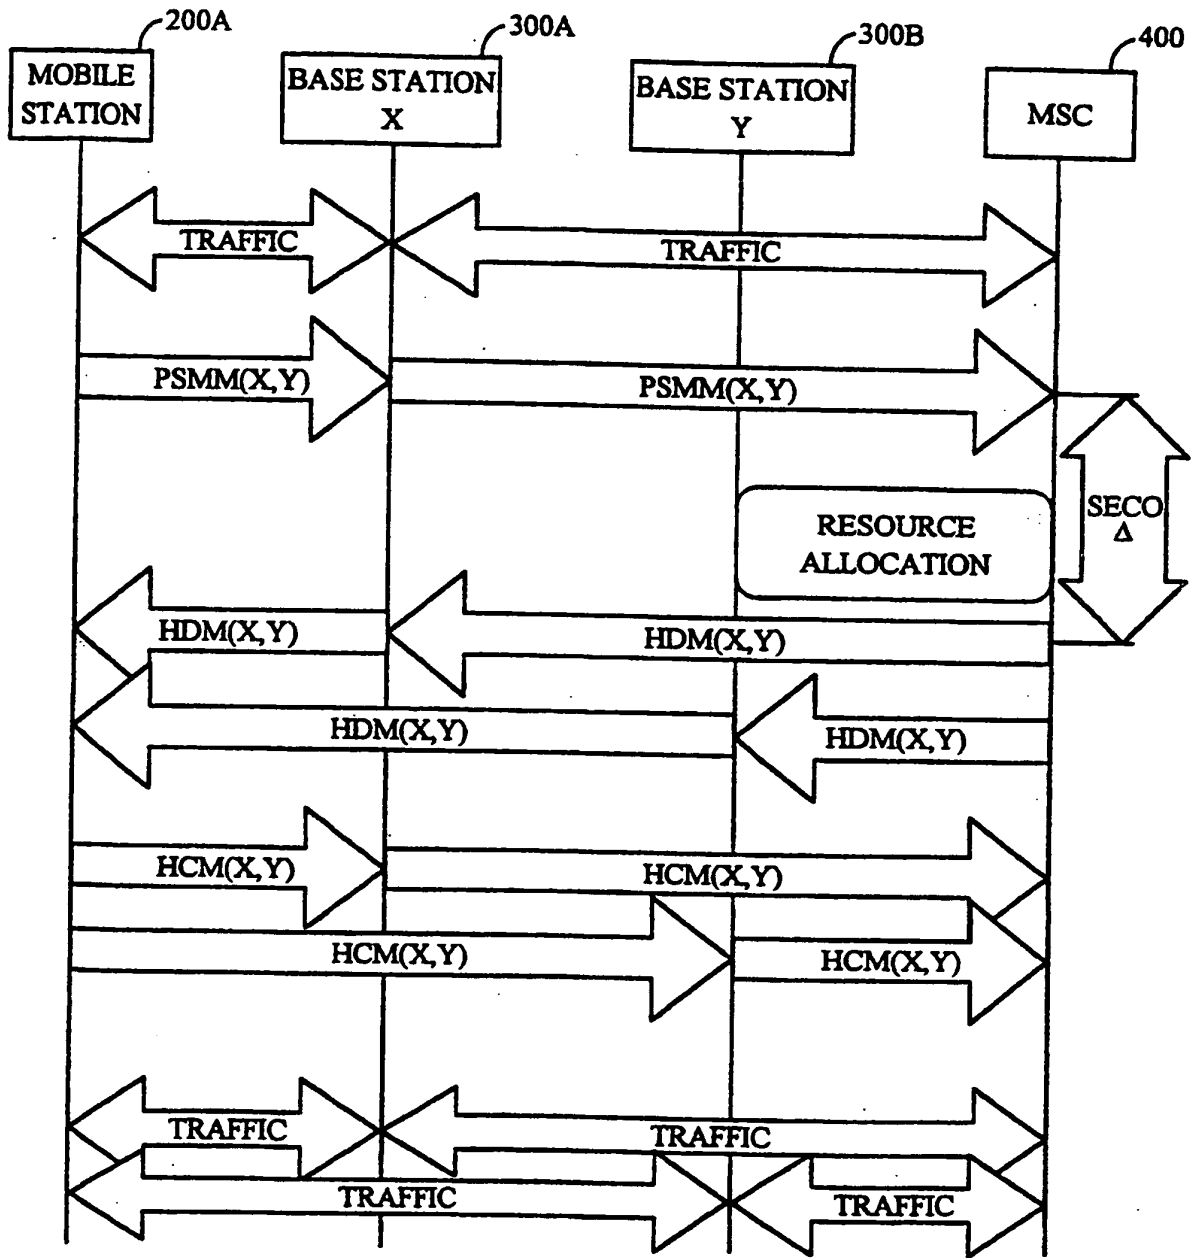 200A
300A
300B
400
MOBILE
STATION
BASE STATION
X
BASE STATION
Y
MSC
TRAFFIC
TRAFFIC
PSMM(X,Y)
PSMM(X,Y)
SECO
Δ
RESOURCE
ALLOCATION
HDM(X,Y)
HDM(X,Y)
HDM(X,Y)
HDM(X,Y)
HCM(X,Y)
HCM(X,Y)
HCM(X,Y)
HCM(X,Y)
TRAFFIC
TRAFFIC
TRAFFIC
TRAFFIC